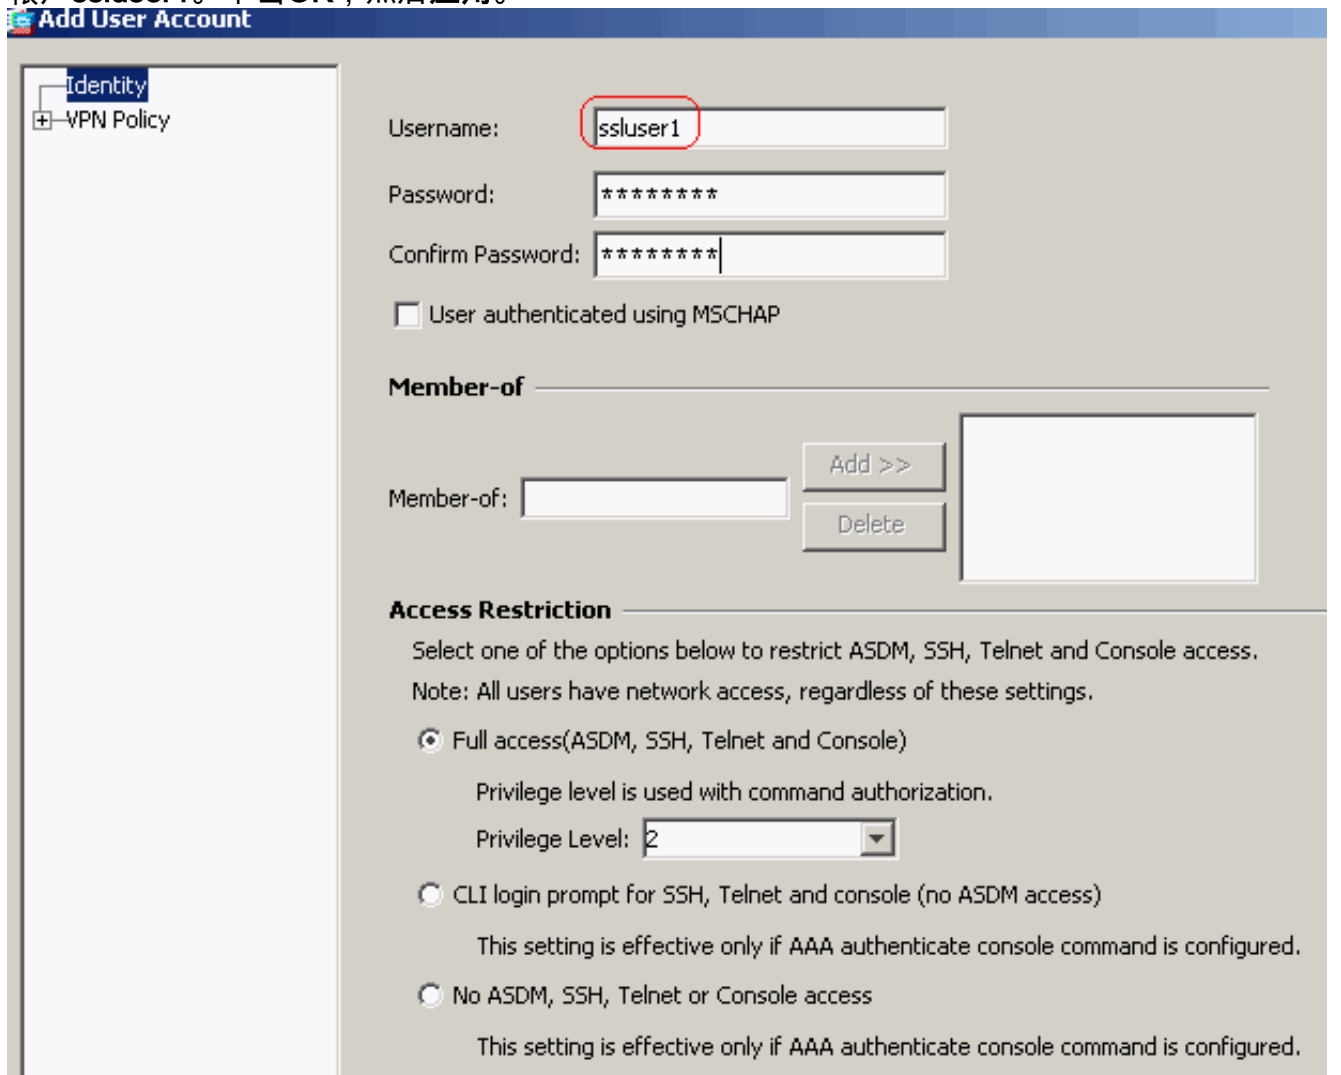 Add User Account
Identity
VPN Policy
Username: ssluser1
Password: ********
Confirm Password: ********
User authenticated using MSCHAP
Member-of
Add >>
Member-of:
Delete
Access Restriction
Select one of the options below to restrict ASDM, SSH, Telnet and Console access.
Note: All users have network access, regardless of these settings.
Full access(ASDM, SSH, Telnet and Console)
Privilege level is used with command authorization.
Privilege Level: 2
CLI login prompt for SSH, Telnet and console (no ASDM access)
This setting is effective only if AAA authenticate console command is configured.
No ASDM, SSH, Telnet or Console access
This setting is effective only if AAA authenticate console command is configured.